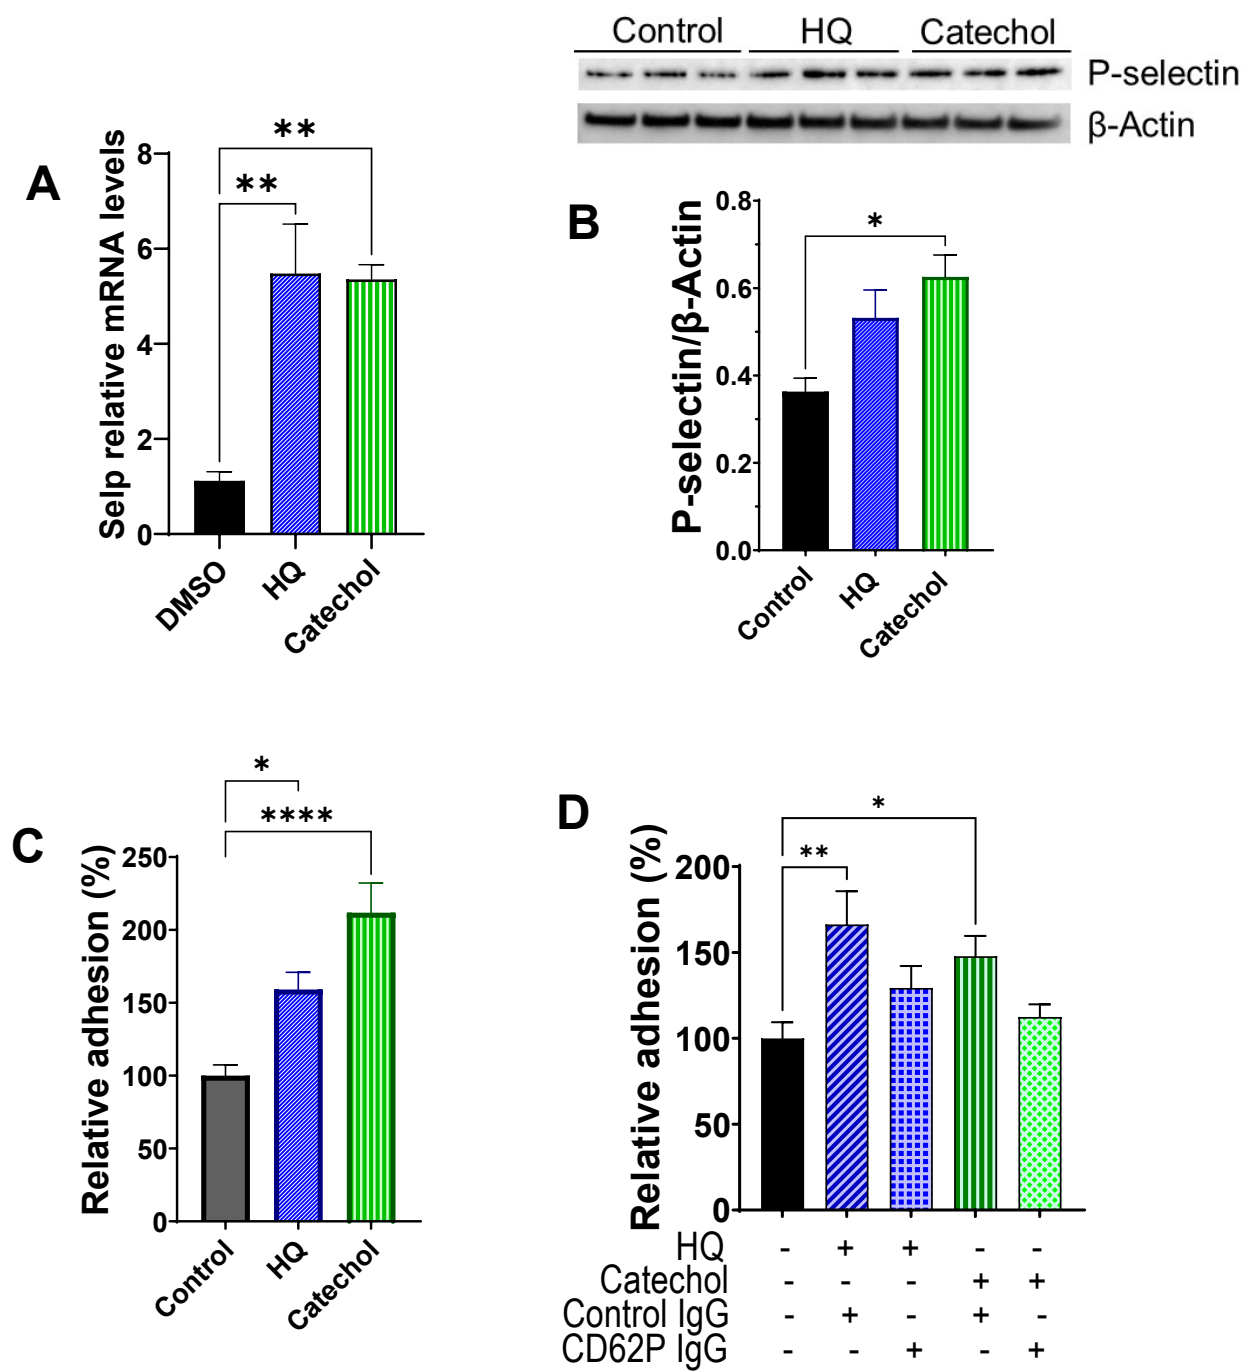 Control HQ Catechol
P-selectin
β-Actin
A
Selp relative mRNA levels
8
6
4
2
0
**
**
DMSO
HQ
Catechol
B
P-selectin/β-Actin
0.8
0.6
0.4
0.2
0.0
*
Control
HQ
Catechol
C
Relative adhesion (%)
250
200
150
100
50
0
*
****
Control
HQ
Catechol
D
Relative adhesion (%)
200
150
100
50
0
*
**
HQ - + + - -
Catechol - - - + +
Control IgG - + - + -
CD62P IgG - - + - +